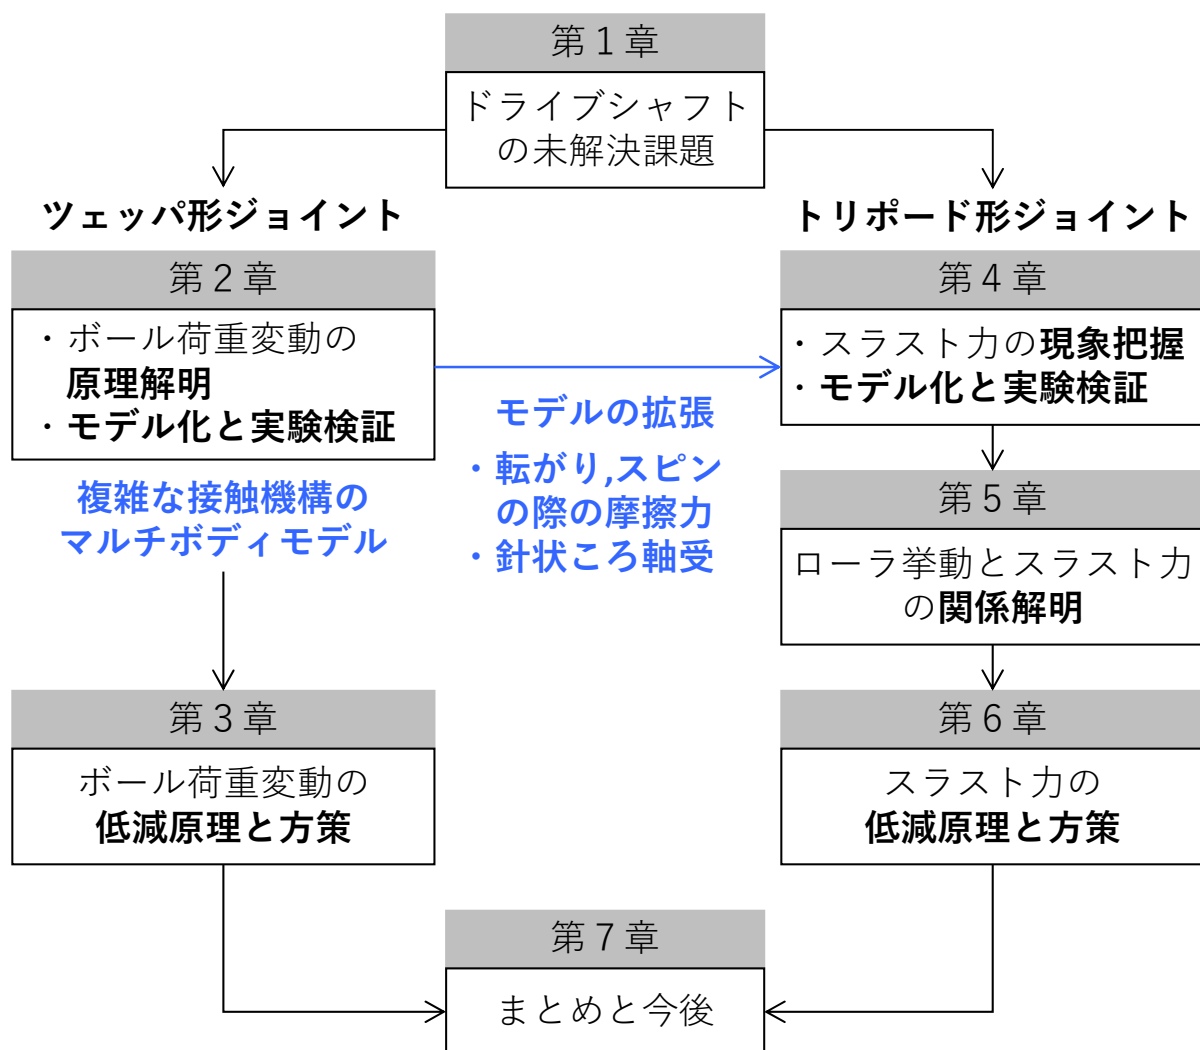 第１章
ドライブシャフト
の未解決課題
ツェッパ形ジョイント
トリポード形ジョイント
第２章
・ボール荷重変動の
原理解明
・モデル化と実験検証
複雑な接触機構の
マルチボディモデル
モデルの拡張
・転がり,スピン
の際の摩擦力
・針状ころ軸受
第４章
・スラスト力の現象把握
・モデル化と実験検証
第５章
ローラ挙動とスラスト力
の関係解明
第３章
ボール荷重変動の
低減原理と方策
第６章
スラスト力の
低減原理と方策
第７章
まとめと今後